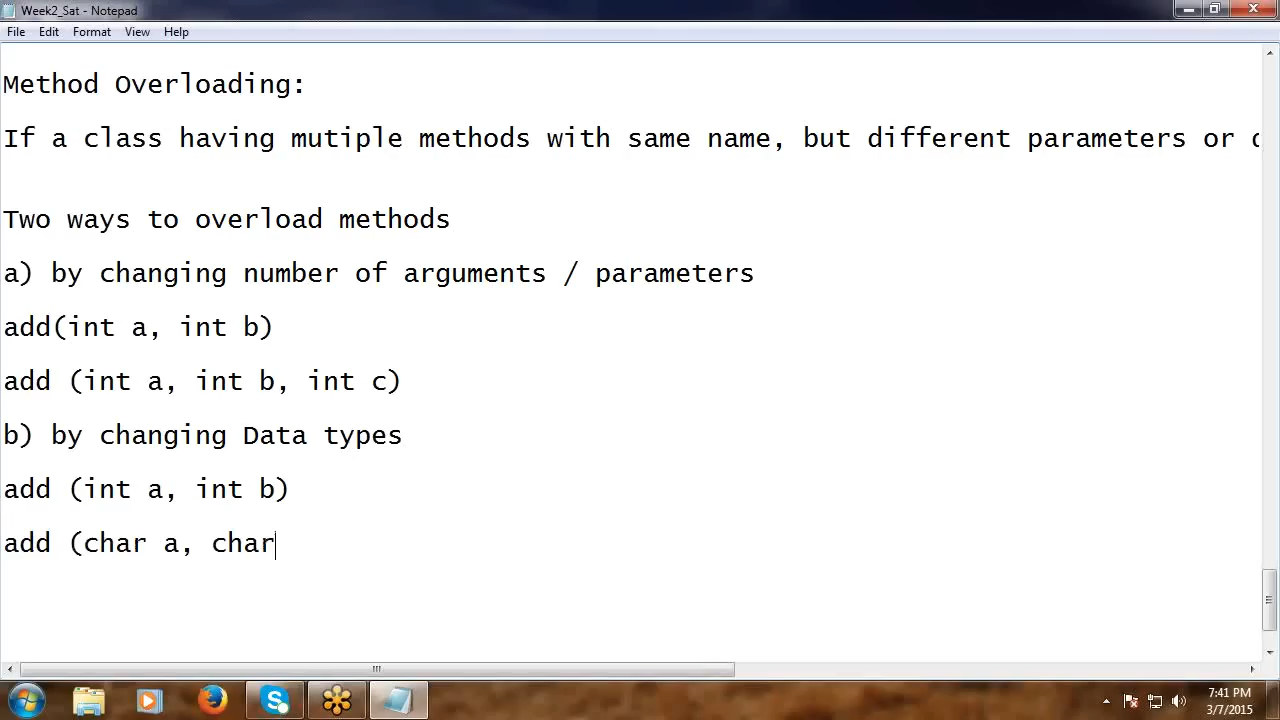 Week2_Sat - Notepad
File Edit Format View Help
Method Overloading:
If a class having mutiple methods with same name, but different parameters or
Two ways to overload methods
a) by changing number of arguments / parameters
add(int a, int b)
add (int a, int b, int c)
b) by changing Data types
add (int a, int b)
add (char a, char
7:41 PM
3/7/2015